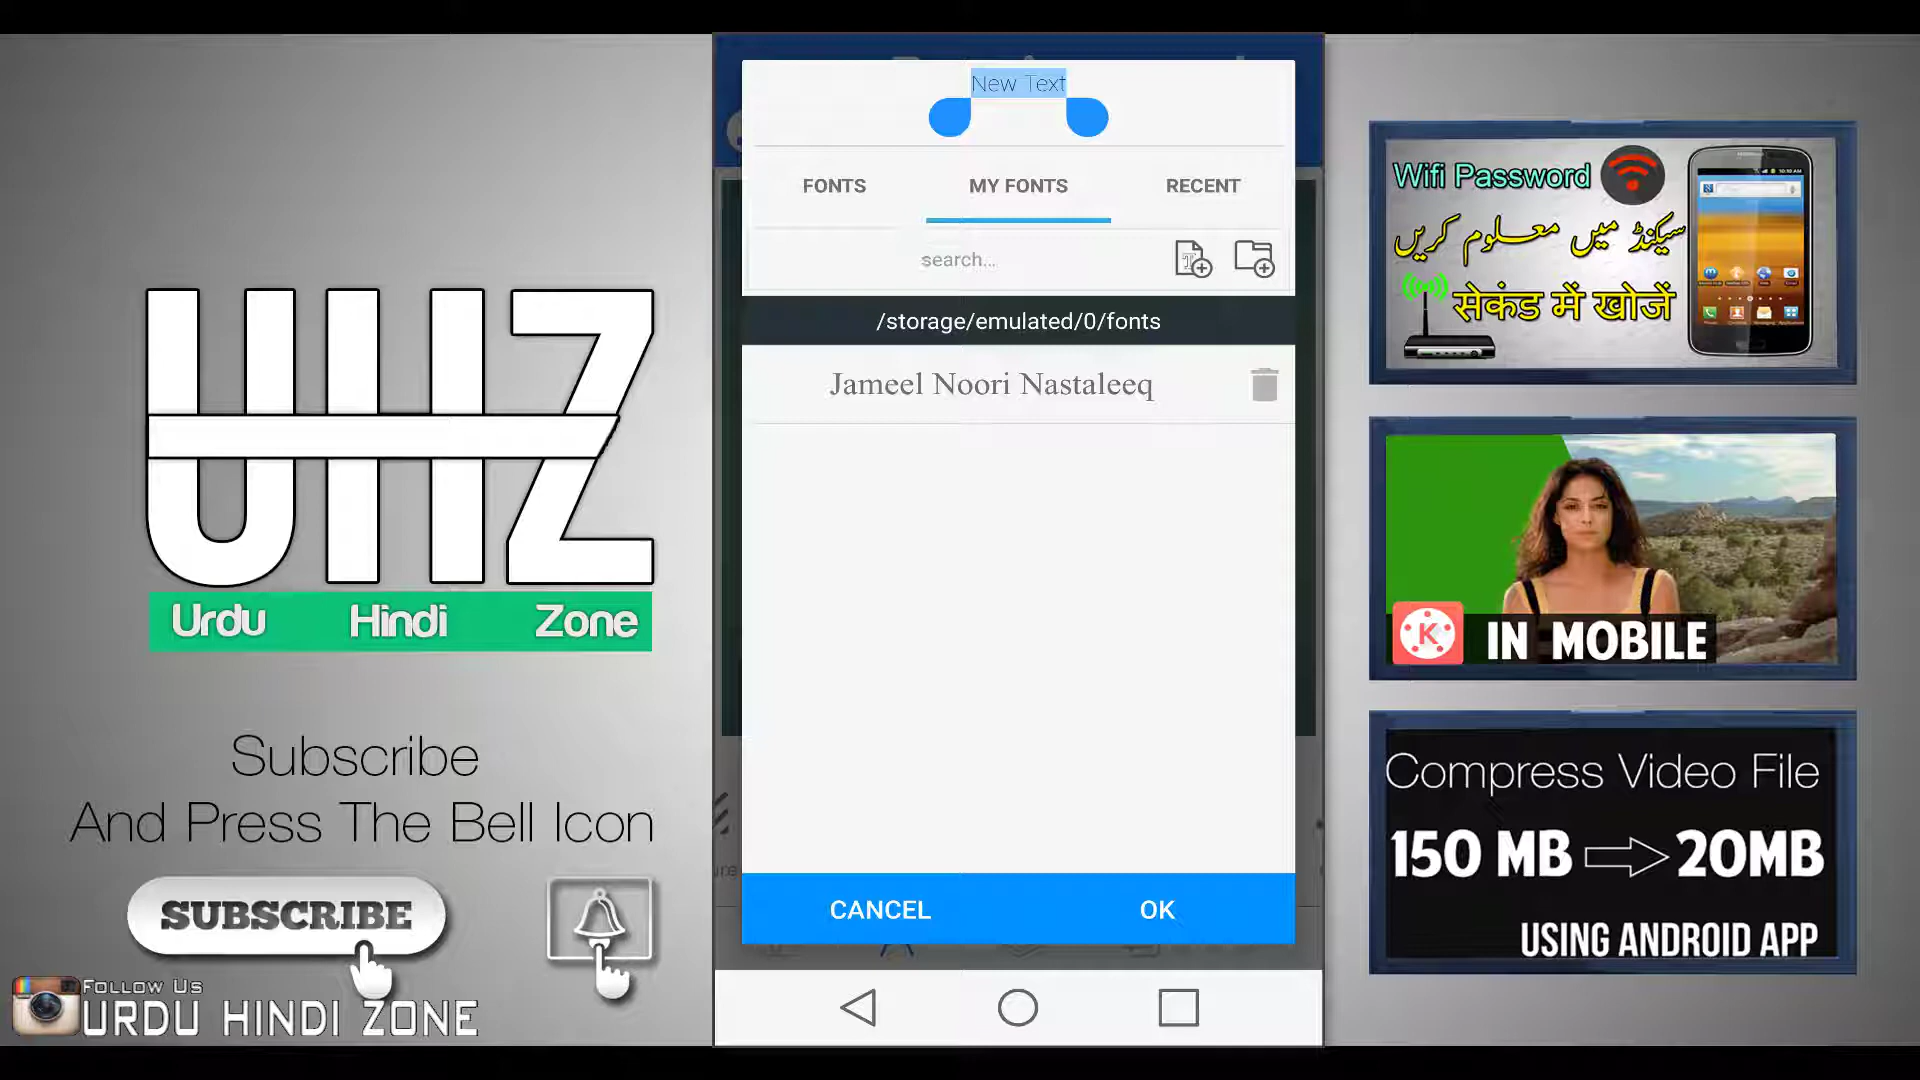 UHZ
Urdu Hindi Zone
Subscribe
And Press The Bell Icon
SUBSCRIBE
FOLLOW US
URDU HINDI ZONE
New Text
FONTS MY FONTS RECENT
search...
/storage/emulated/0/fonts
Jameel Noori Nastaleeq
CANCEL OK
Wifi Password
سیکنڈ میں معلوم کریں
सेकंड में खोजें
K IN MOBILE
Compress Video File
150 MB 20MB
USING ANDROID APP